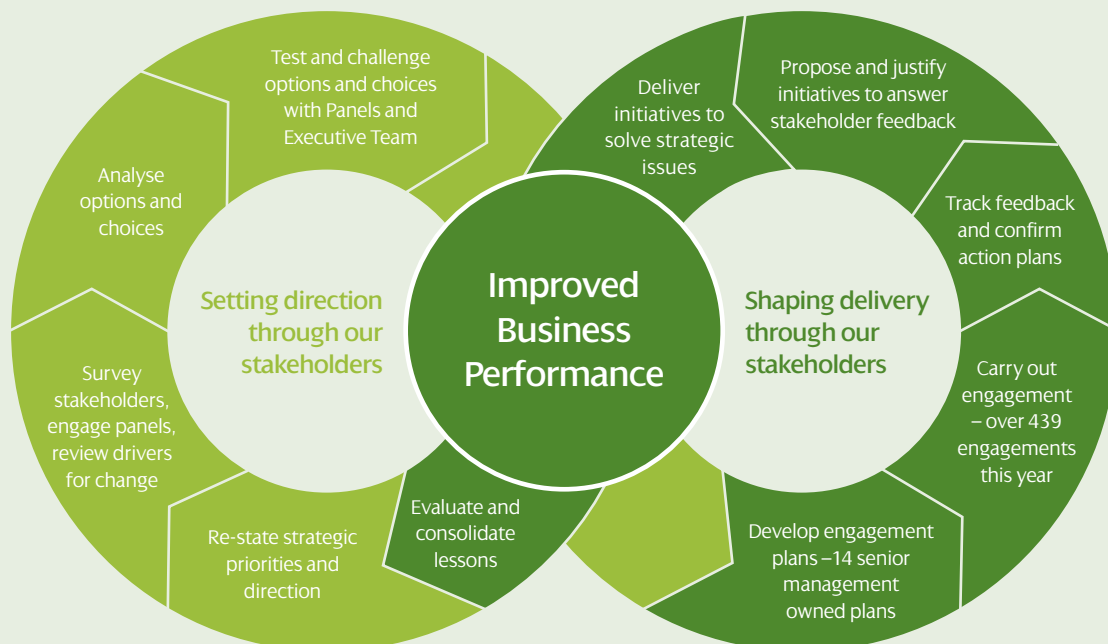 Test and challenge
options and choices
with Panels and
Executive Team
Analyse
options and
choices
Survey
stakeholders,
engage panels,
review drivers
for change
Re-state strategic
priorities and
direction
Evaluate and
consolidate
lessons
Setting direction
through our
stakeholders
Improved
Business
Performance
Shaping delivery
through our
stakeholders
Deliver
initiatives to
solve strategic
issues
Propose and justify
initiatives to answer
stakeholder feedback
Track feedback
and confirm
action plans
Carry out
engagement
– over 439
engagements
this year
Develop engagement
plans –14 senior
management
owned plans